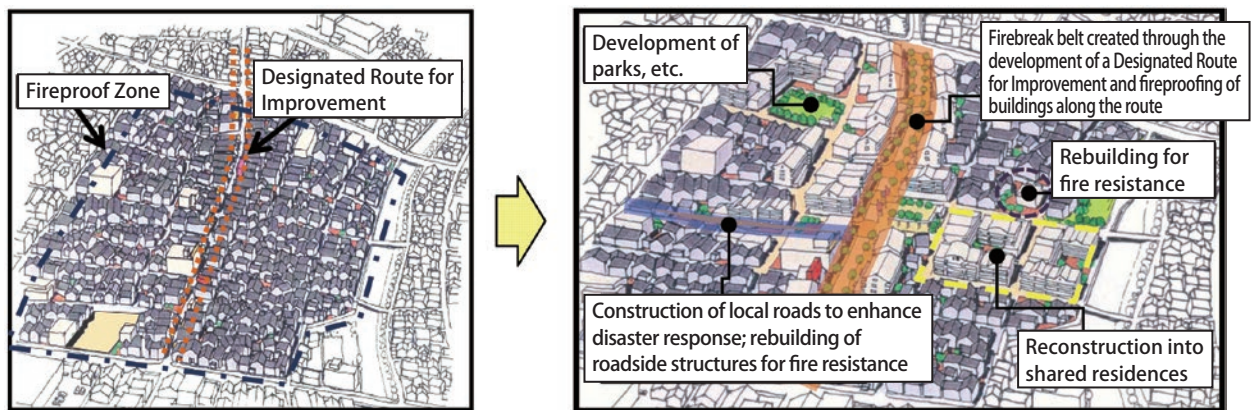 Fireproof Zone
Designated Route for
Improvement
Development of
parks, etc.
Firebreak belt created through the
development of a Designated Route
for Improvement and fireproofing of
buildings along the route
Rebuilding for
fire resistance
Construction of local roads to enhance
disaster response; rebuilding of
roadside structures for fire resistance
Reconstruction into
shared residences